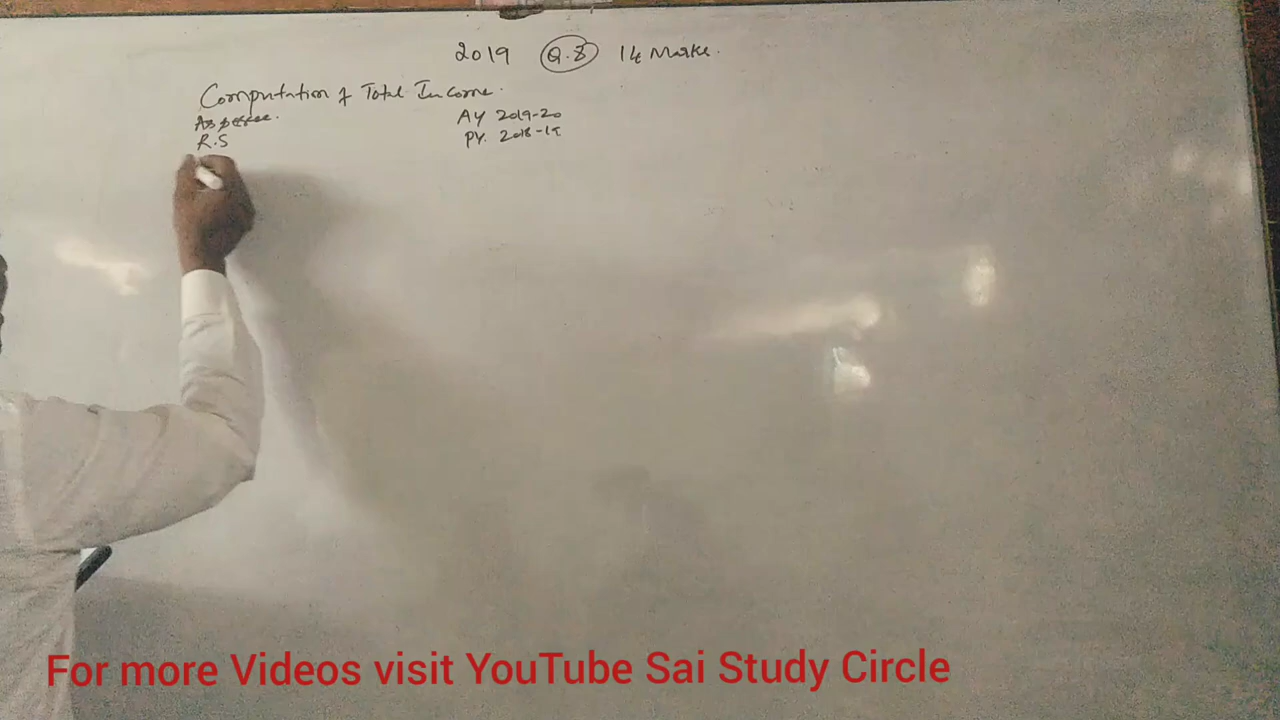 2019 Q.8 14 Marks.
Computation of Total Income.
Assessee. AY 2019-20
R.S PY. 2018-19
For more Videos visit YouTube Sai Study Circle